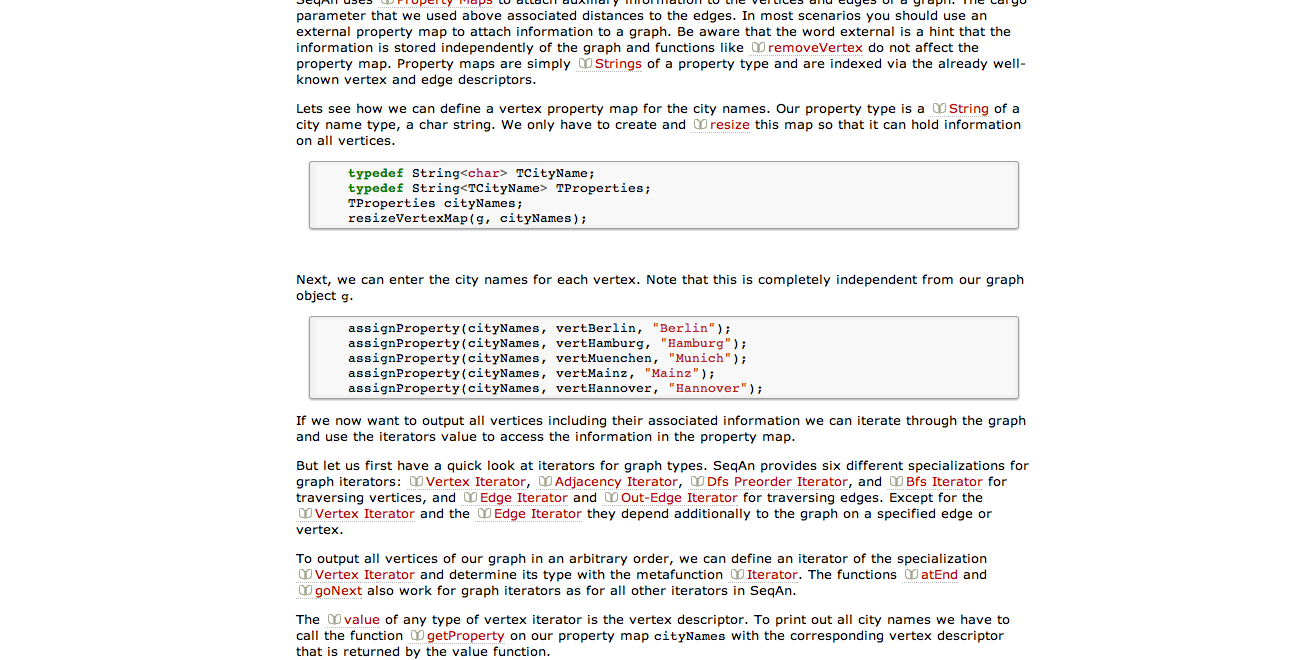 SeqAn uses Property Maps to attach auxiliary information to the vertices and edges of a graph. The cargo
parameter that we used above associated distances to the edges. In most scenarios you should use an
external property map to attach information to a graph. Be aware that the word external is a hint that the
information is stored independently of the graph and functions like removeVertex do not affect the
property map. Property maps are simply Strings of a property type and are indexed via the already well-
known vertex and edge descriptors.
Lets see how we can define a vertex property map for the city names. Our property type is a String of a
city name type, a char string. We only have to create and resize this map so that it can hold information
on all vertices.
typedef String<char> TCityName;
typedef String<TCityName> TProperties;
TProperties cityNames;
resizeVertexMap(g, cityNames);
Next, we can enter the city names for each vertex. Note that this is completely independent from our graph
object g.
assignProperty(cityNames, vertBerlin, "Berlin");
assignProperty(cityNames, vertHamburg, "Hamburg");
assignProperty(cityNames, vertMuenchen, "Munich");
assignProperty(cityNames, vertMainz, "Mainz");
assignProperty(cityNames, vertHannover, "Hannover");
If we now want to output all vertices including their associated information we can iterate through the graph
and use the iterators value to access the information in the property map.
But let us first have a quick look at iterators for graph types. SeqAn provides six different specializations for
graph iterators: Vertex Iterator, Adjacency Iterator, Dfs Preorder Iterator, and Bfs Iterator for
traversing vertices, and Edge Iterator and Out-Edge Iterator for traversing edges. Except for the
Vertex Iterator and the Edge Iterator they depend additionally to the graph on a specified edge or
vertex.
To output all vertices of our graph in an arbitrary order, we can define an iterator of the specialization
Vertex Iterator and determine its type with the metafunction Iterator. The functions atEnd and
goNext also work for graph iterators as for all other iterators in SeqAn.
The value of any type of vertex iterator is the vertex descriptor. To print out all city names we have to
call the function getProperty on our property map cityNames with the corresponding vertex descriptor
that is returned by the value function.